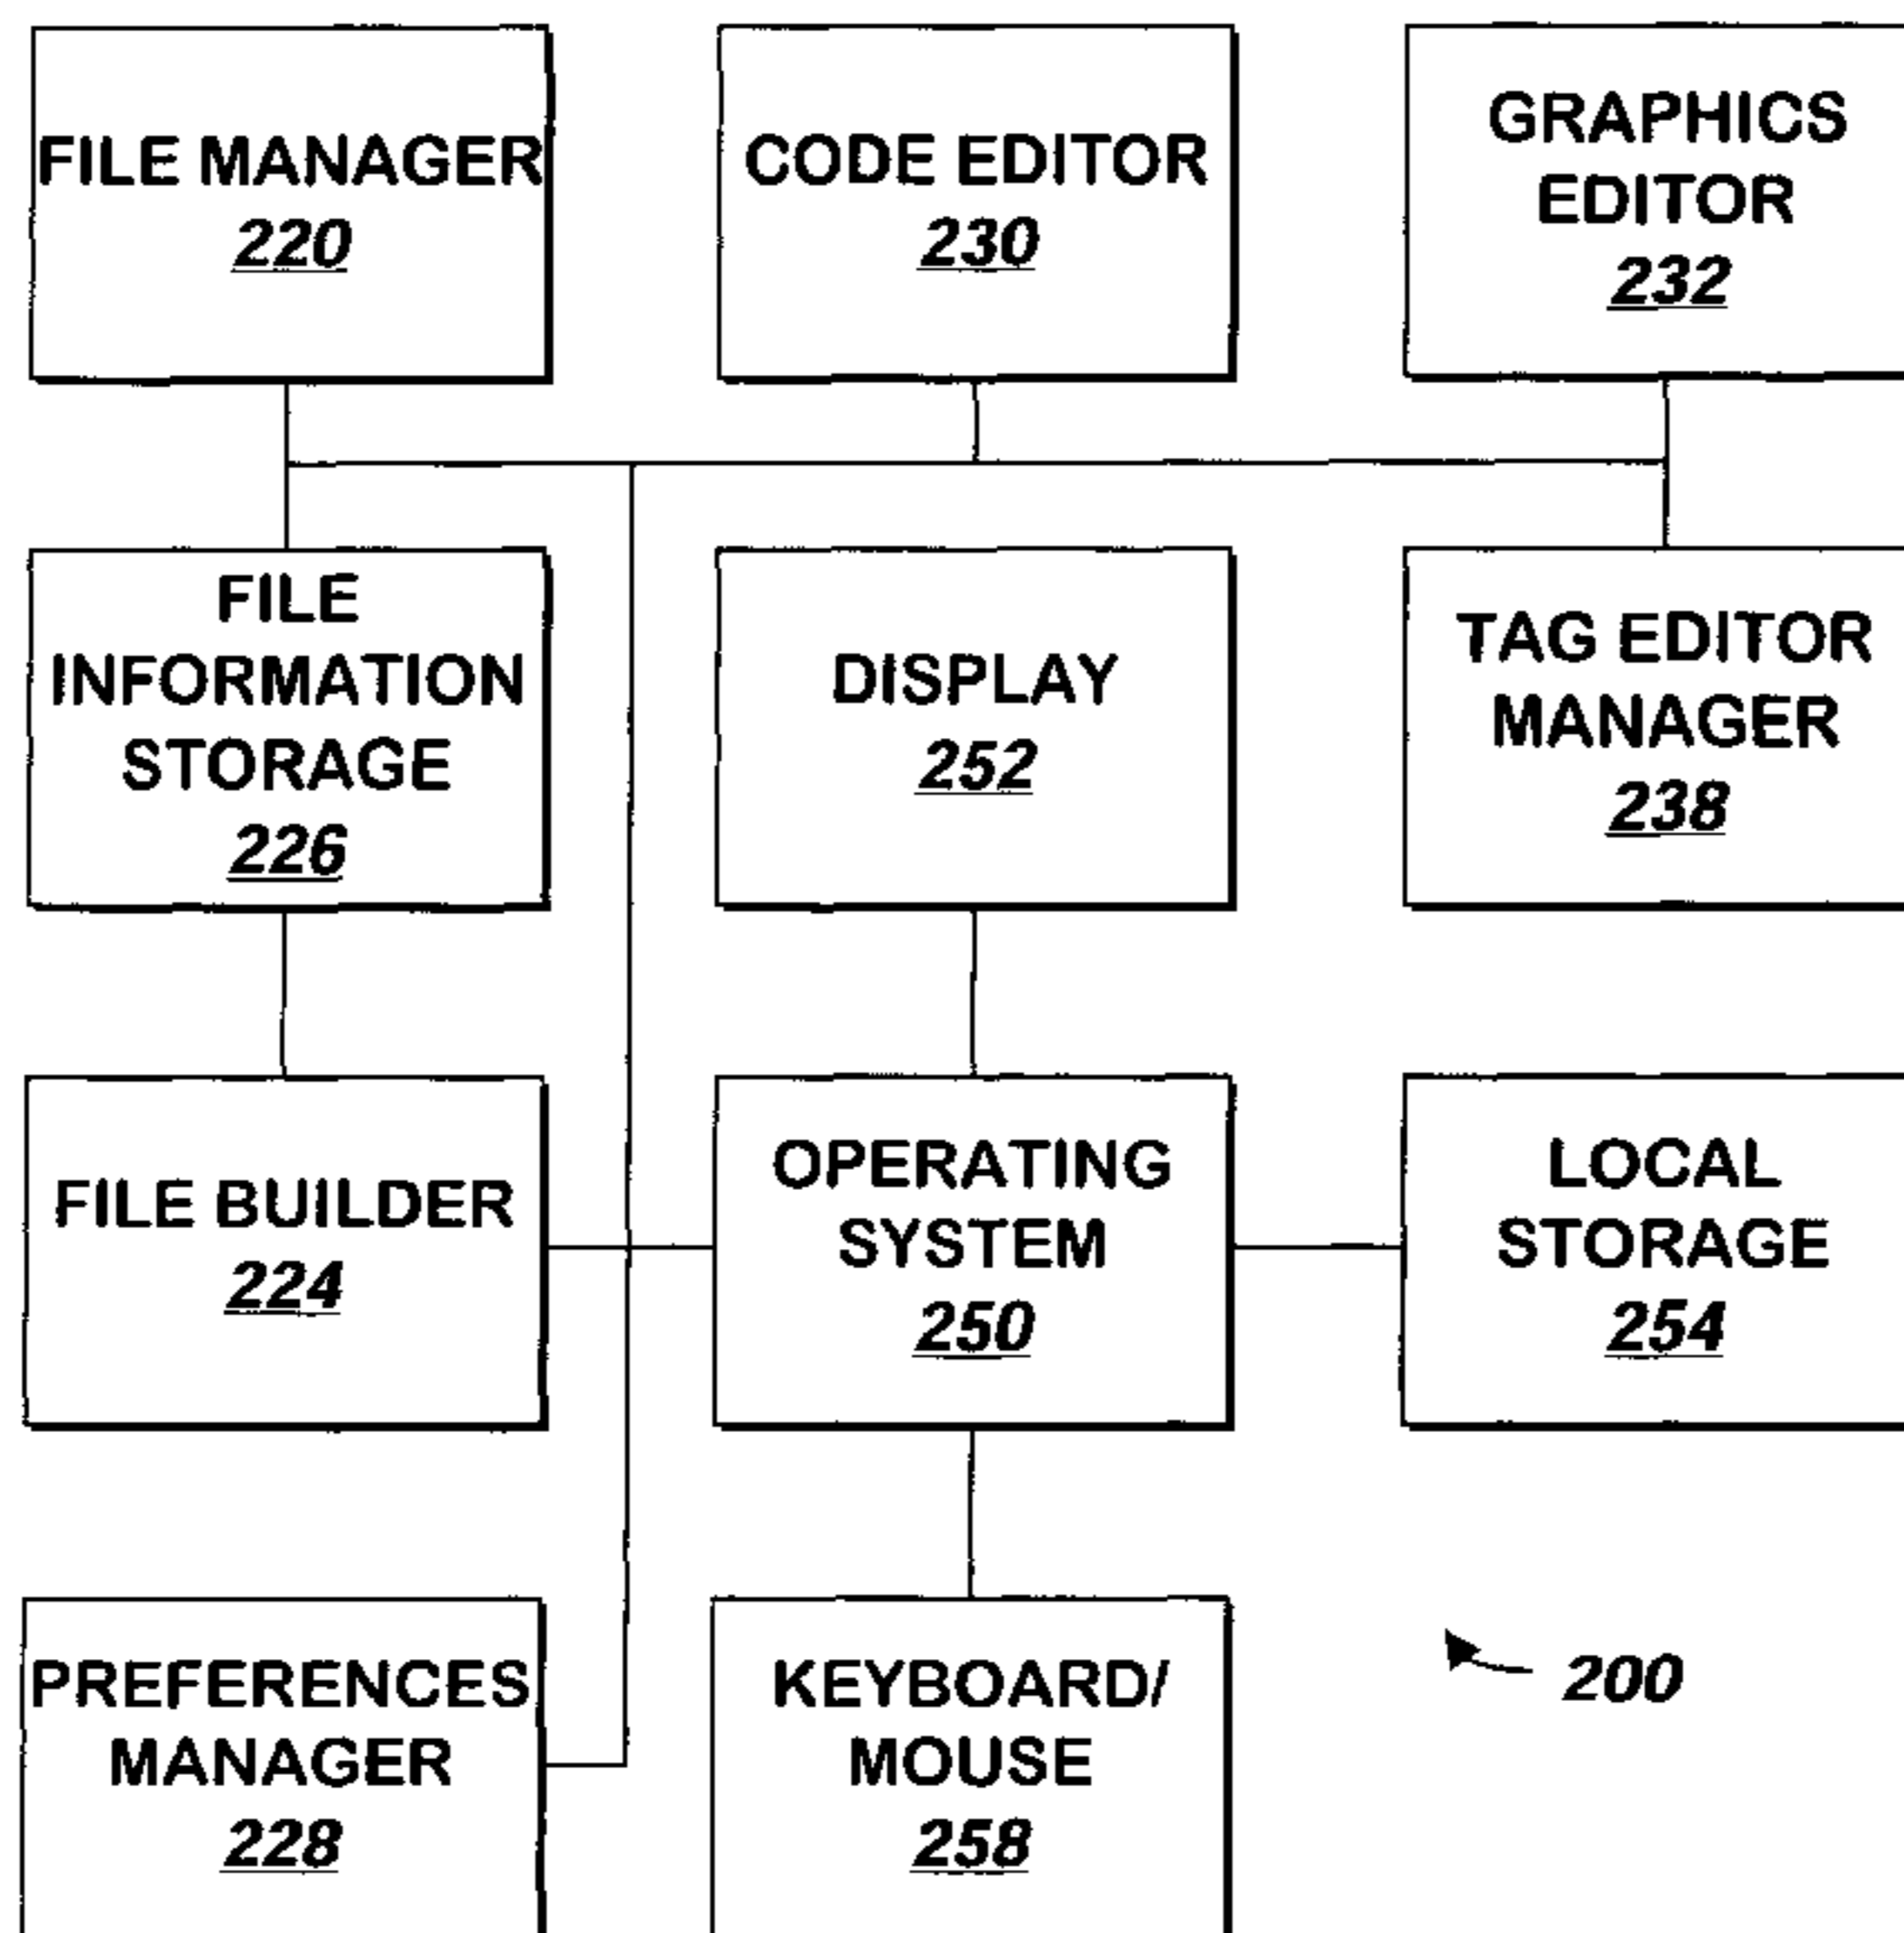 FILE MANAGER
220
CODE EDITOR
230
GRAPHICS
EDITOR
232
FILE
INFORMATION
STORAGE
226
DISPLAY
252
TAG EDITOR
MANAGER
238
FILE BUILDER
224
OPERATING
SYSTEM
250
LOCAL
STORAGE
254
PREFERENCES
MANAGER
228
KEYBOARD/
MOUSE
258
200